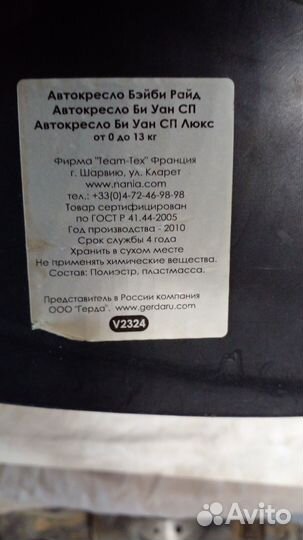 Автокресло Бэйби Райд
Автокресло Би Уан СП
Автокресло Би Уан СП Люкс
от 0 до 13 кг
Фирма "Team-Tex" Франция
г. Шарвию, ул. Кларет
www.nania.com
тел.: +33(0)4-72-46-98-98
Товар сертифицирован
по ГОСТ Р 41.44-2005
Год производства - 2010
Срок службы 4 года
Хранить в сухом месте
Не применять химические вещества.
Состав: Полиэстр, пластмасса.
Представитель в России компания
ООО "Герда". www.gerdaru.com
V2324
Avito